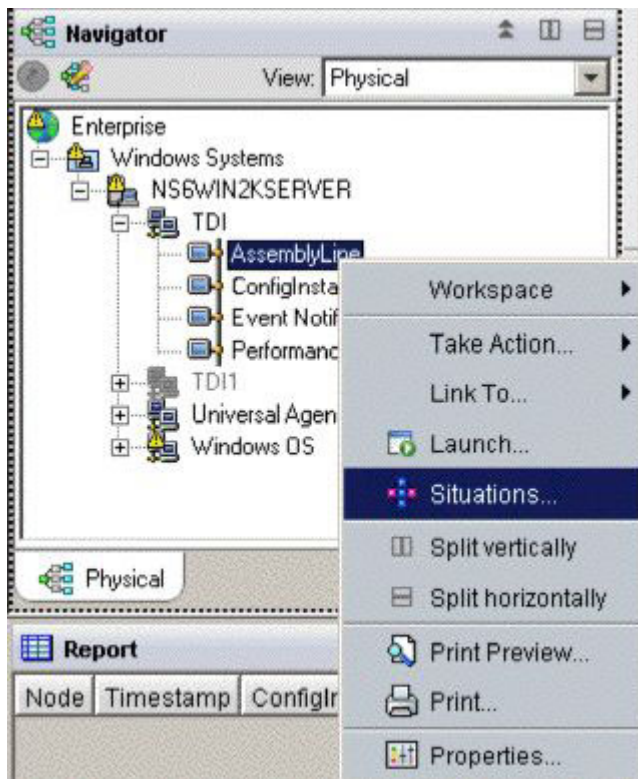 Navigator
View: Physical
Enterprise
Windows Systems
NS6WIN2KSERVER
TDI
AssemblyLine
ConfigInsta
Event Notif
Performanc
TDI1
Universal Agen
Windows OS
Physical
Workspace
Take Action...
Link To...
Launch...
Situations...
Split vertically
Split horizontally
Print Preview...
Print...
Properties...
Report
Node Timestamp ConfigIr